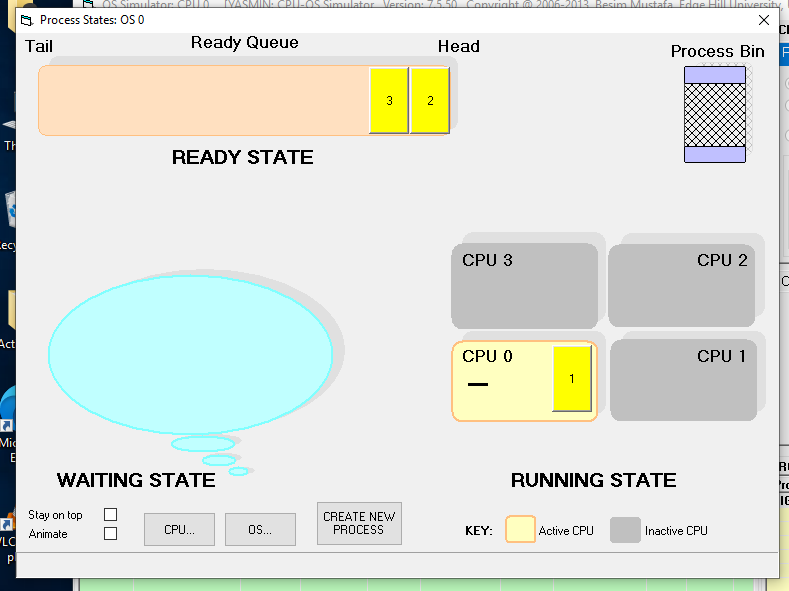 OS Simulator: CPU 0 [YASMIN: CPU-OS Simulator Version: 7.5.50 Copyright @ 2006-2013 Besim Mustafa, Edge Hill University,
Process States: OS 0
Tail
Ready Queue
Head
Process Bin
3
2
READY STATE
CPU 3
CPU 2
CPU 0
1
CPU 1
WAITING STATE
RUNNING STATE
Stay on top
Animate
CPU...
OS...
CREATE NEW
PROCESS
KEY:
Active CPU
Inactive CPU